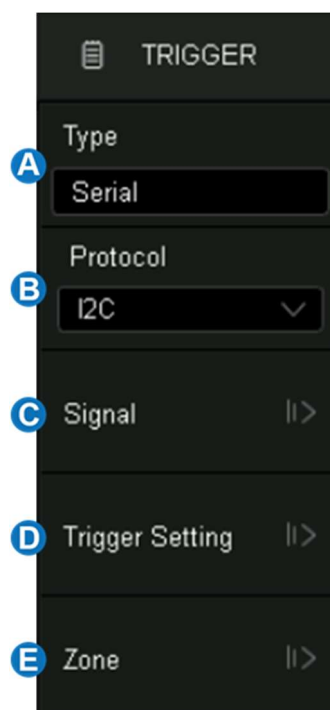 TRIGGER
Type
A
Serial
Protocol
B
I2C
C Signal
D Trigger Setting
E Zone